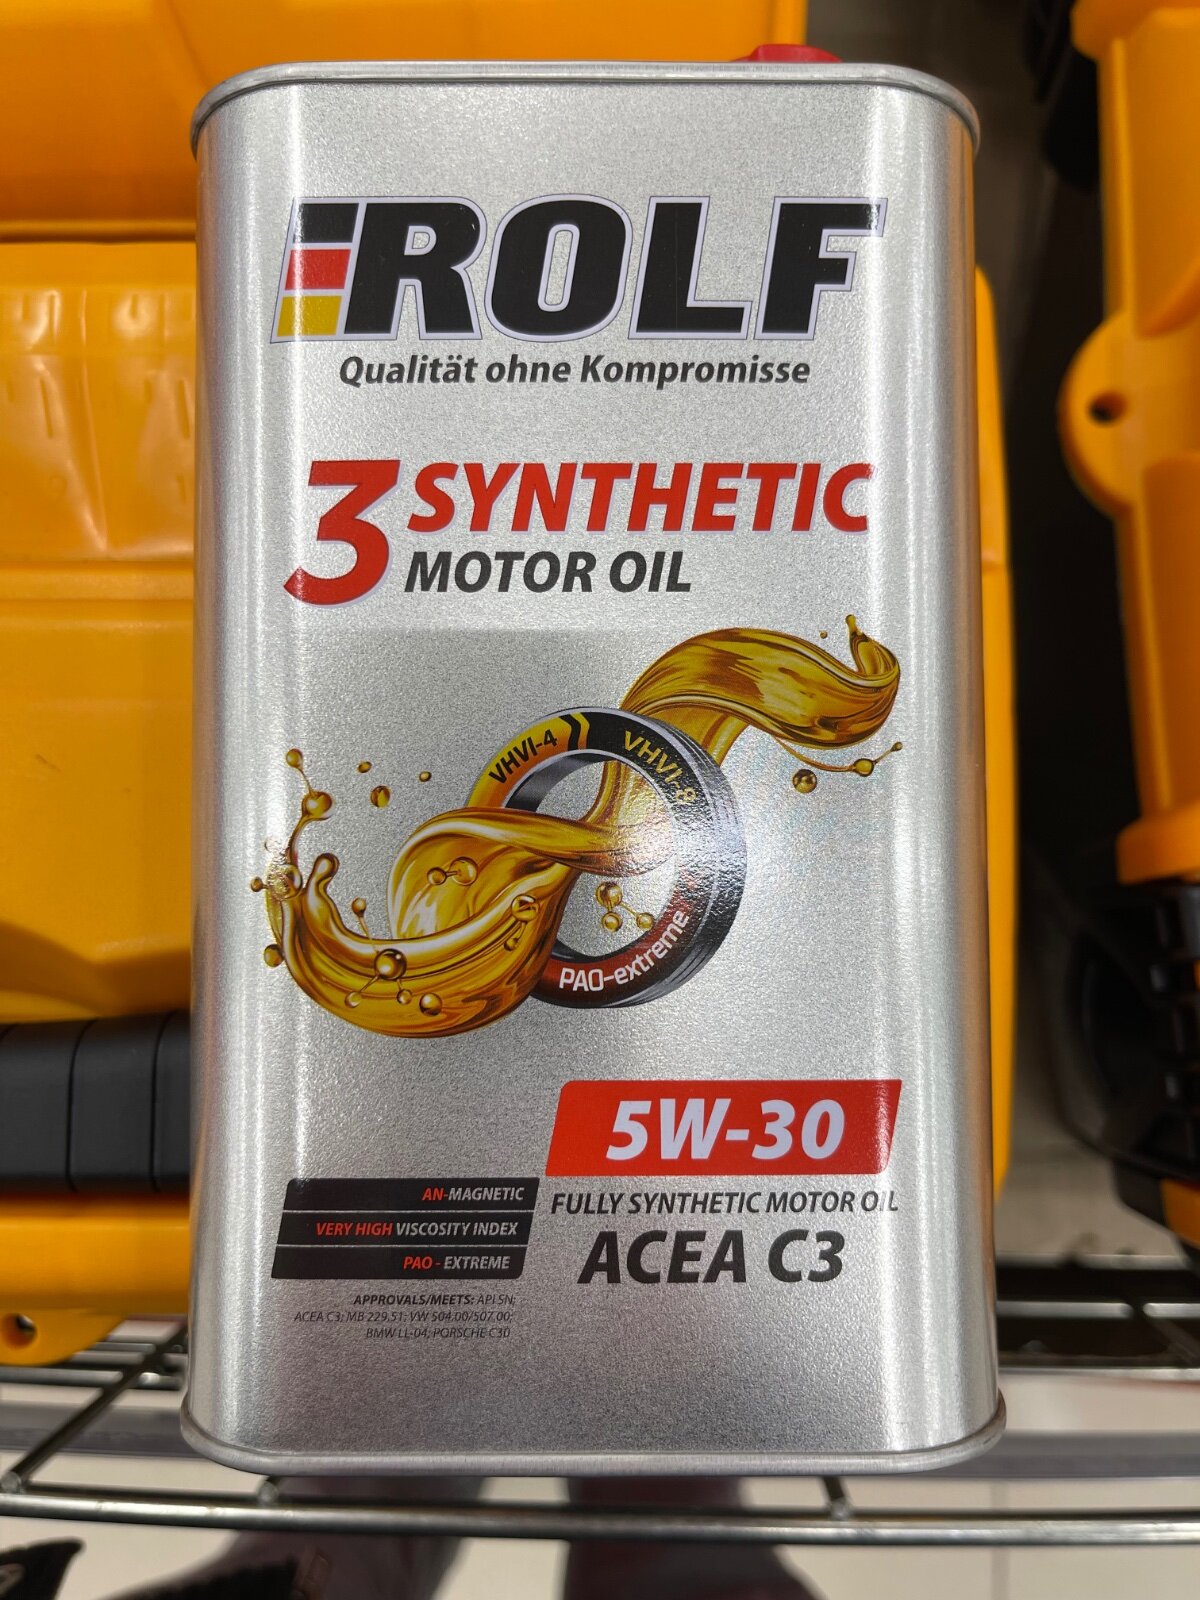 ROLF
Qualität ohne Kompromisse
3 SYNTHETIC
MOTOR OIL
VHVI-4
VHVI-8
PAO-extreme
5W-30
FULLY SYNTHETIC MOTOR OIL
ACEA C3
AN-MAGNETIC
VERY HIGH VISCOSITY INDEX
PAO - EXTREME
APPROVALS/MEETS: API SN;
ACEA C3; MB 229.51; VW 504.00/507.00;
BMW LL-04; PORSCHE C30